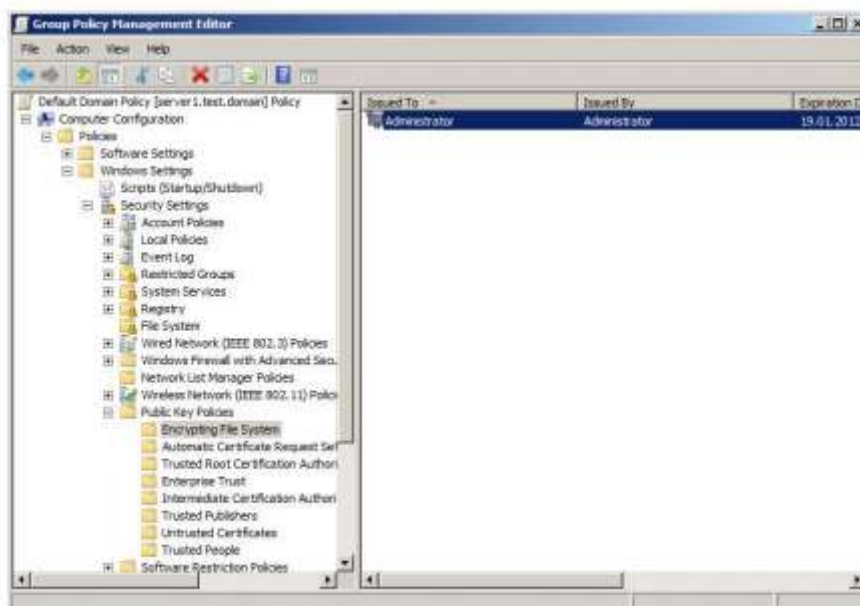 Group Policy Management Editor
File Action View Help
Default Domain Policy [server1.test.domain] Policy
Computer Configuration
Policies
Software Settings
Windows Settings
Scripts (Startup/Shutdown)
Security Settings
Account Policies
Local Policies
Event Log
Restricted Groups
System Services
Registry
File System
Wired Network (IEEE 802.3) Policies
Windows Firewall with Advanced Sec
Network List Manager Policies
Wireless Network (IEEE 802.11) Polici
Public Key Policies
Encrypting File System
Automatic Certificate Request Set
Trusted Root Certification Authori
Enterprise Trust
Intermediate Certification Authori
Trusted Publishers
Untrusted Certificates
Trusted People
Software Restriction Policies
Issued To Issued By Expiration D
Administrator Administrator 19.01.2012